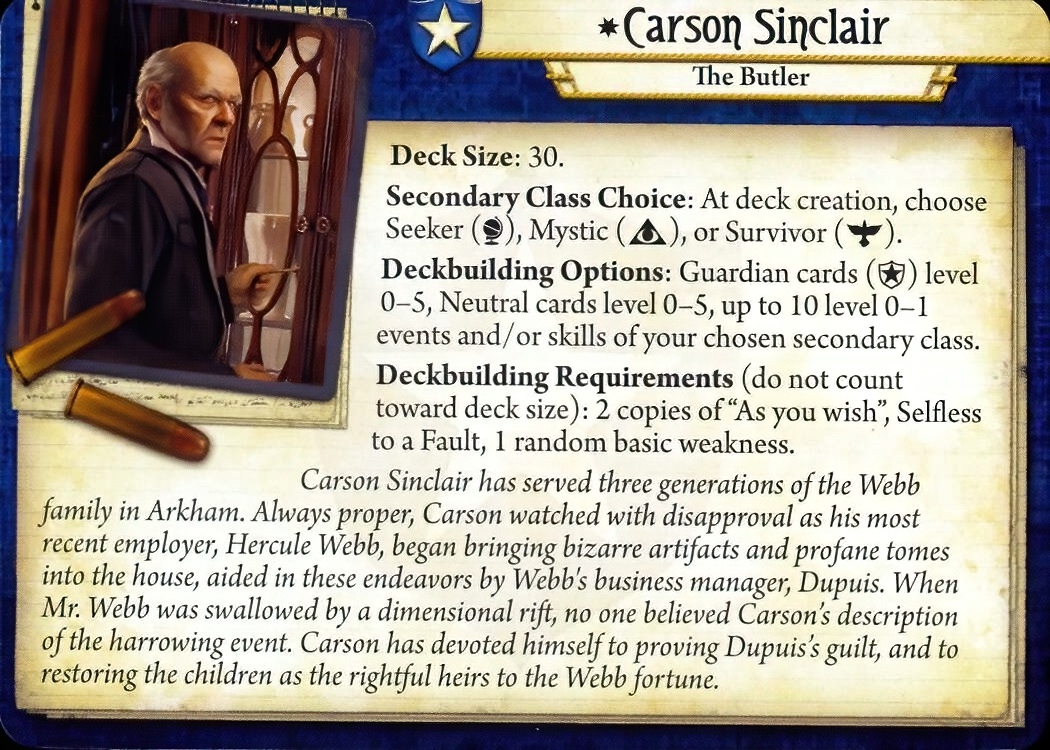 Carson Sinclair
The Butler
Deck Size: 30.
Secondary Class Choice: At deck creation, choose
Seeker (), Mystic (), or Survivor ().
Deckbuilding Options: Guardian cards () level
0–5, Neutral cards level 0–5, up to 10 level 0–1
events and/or skills of your chosen secondary class.
Deckbuilding Requirements (do not count
toward deck size): 2 copies of “As you wish”, Selfless
to a Fault, 1 random basic weakness.
Carson Sinclair has served three generations of the Webb
family in Arkham. Always proper, Carson watched with disapproval as his most
recent employer, Hercule Webb, began bringing bizarre artifacts and profane tomes
into the house, aided in these endeavors by Webb's business manager, Dupuis. When
Mr. Webb was swallowed by a dimensional rift, no one believed Carson's description
of the harrowing event. Carson has devoted himself to proving Dupuis's guilt, and to
restoring the children as the rightful heirs to the Webb fortune.